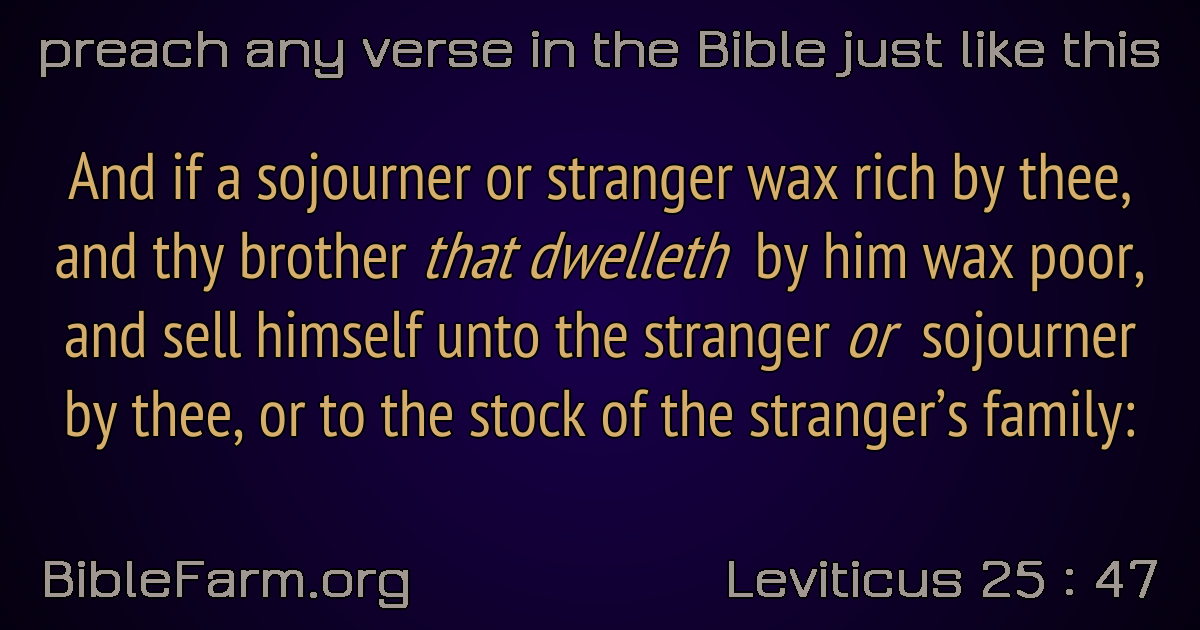 preach any verse in the Bible just like this
And if a sojourner or stranger wax rich by thee,
and thy brother that dwelleth by him wax poor,
and sell himself unto the stranger or sojourner
by thee, or to the stock of the stranger’s family:
BibleFarm.org
Leviticus 25 : 47